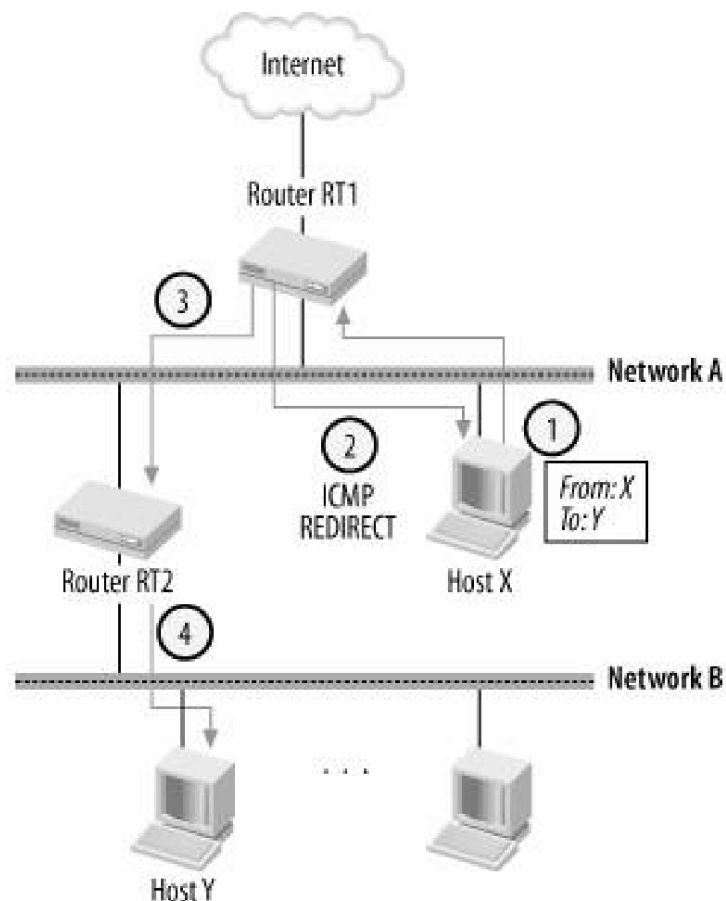 Internet
Router RT1
3
Network A
2
ICMP
REDIRECT
1
From: X
To: Y
Router RT2
Host X
4
Network B
. . .
Host Y